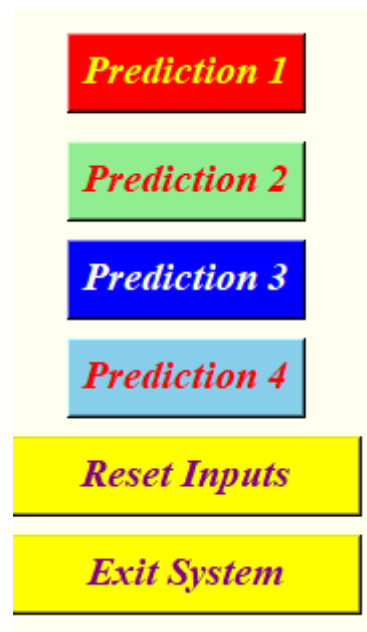 Prediction 1
Prediction 2
Prediction 3
Prediction 4
Reset Inputs
Exit System